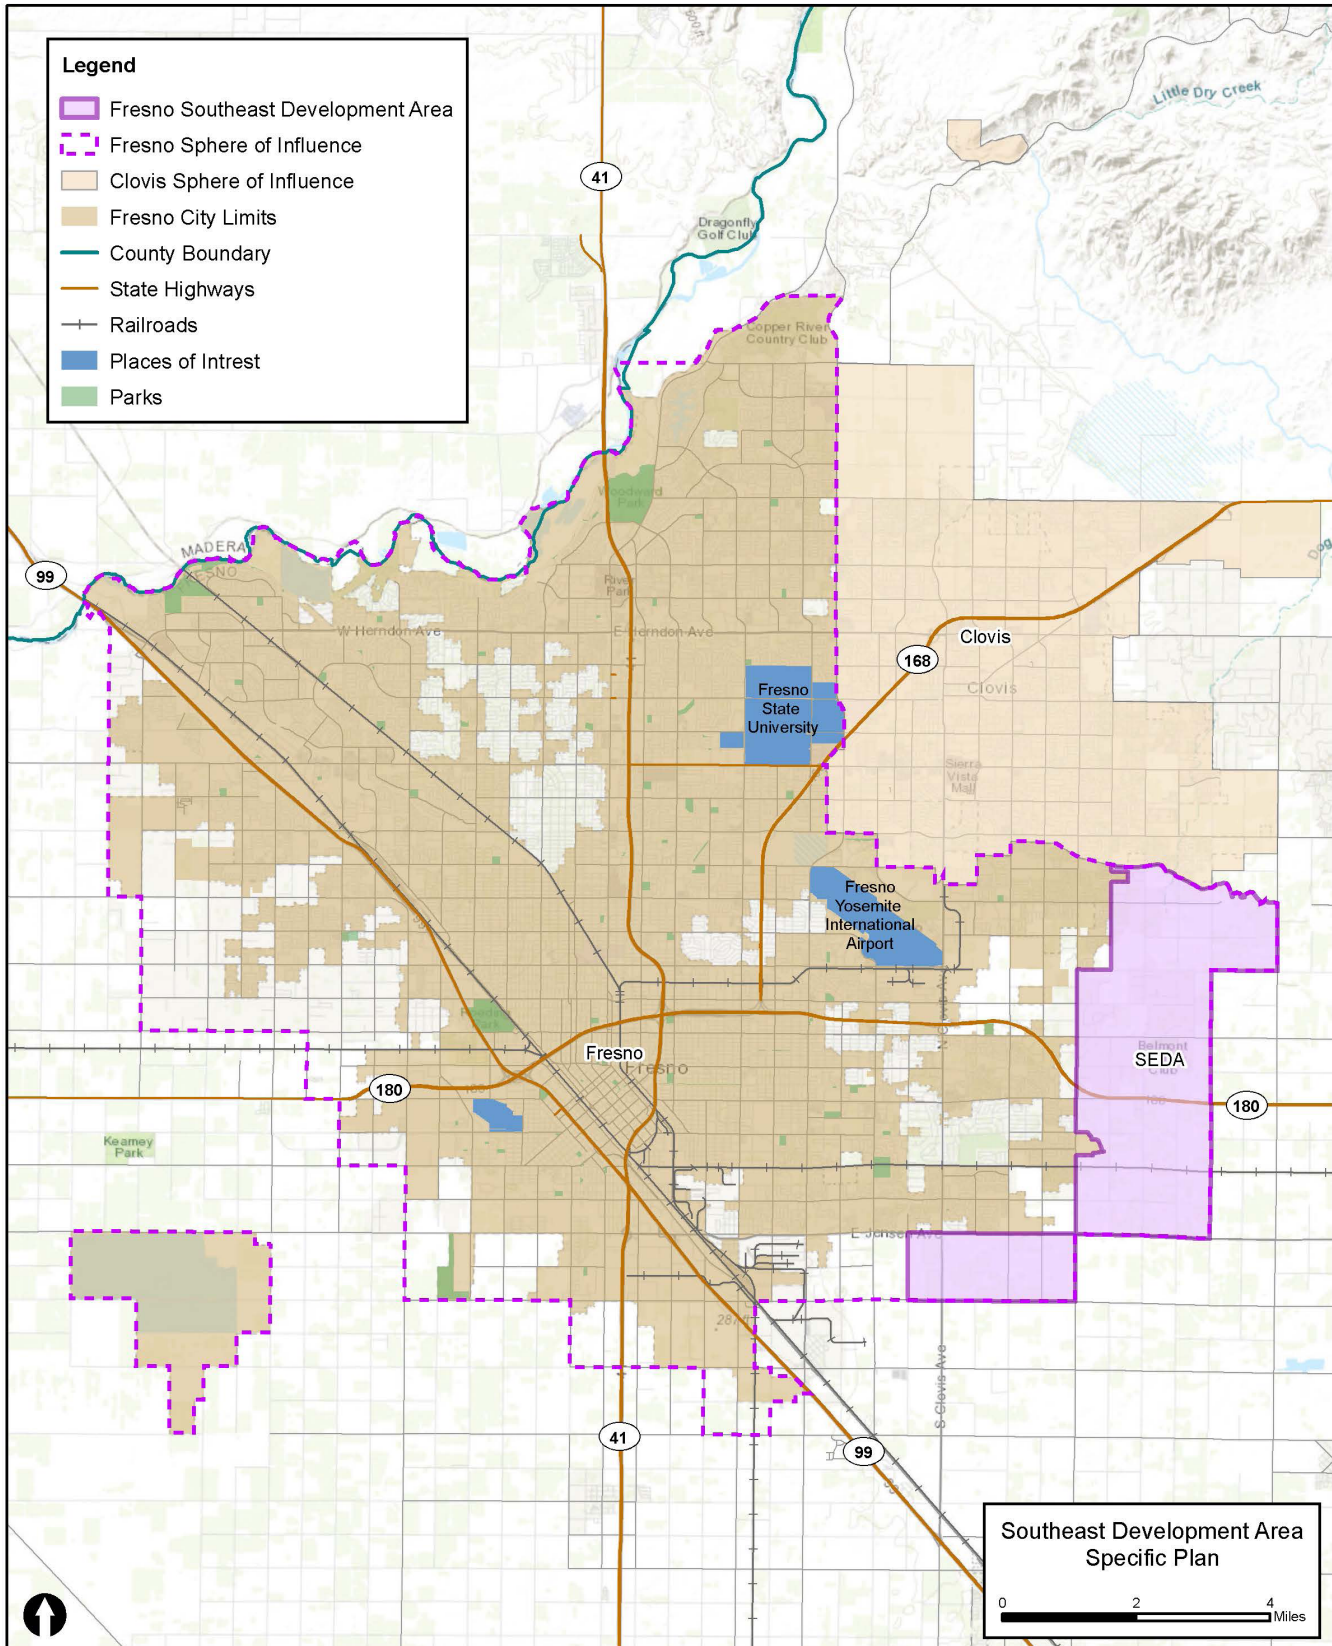 Legend
Fresno Southeast Development Area
Fresno Sphere of Influence
Clovis Sphere of Influence
Fresno City Limits
County Boundary
State Highways
Railroads
Places of Intrest
Parks
Little Dry Creek
41
Dragonfly
Golf Club
Copper River
Country Club
Woodward
Park
MADERA
99
River
Park
W Herndon Ave
E Herndon Ave
Clovis
168
Fresno
State
University
Clovis
Sierra
Vista
Mall
Fresno
Yosemite
International
Airport
Fresno
Fresno
Belmont
Club
SEDA
180
180
180
180
Kearney
Park
E Jensen Ave
S Clovis Ave
41
99
99
Southeast Development Area
Specific Plan
0 2 4
Miles